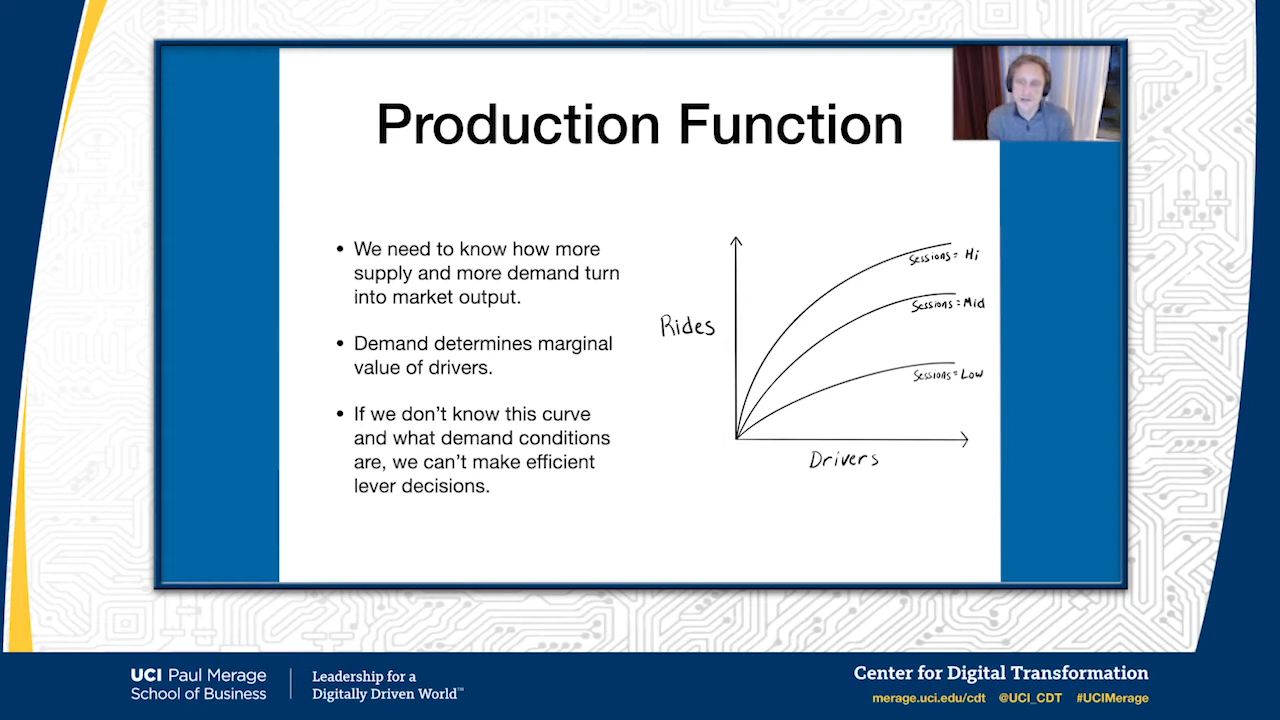 Production Function
• We need to know how more
supply and more demand turn
into market output.
• Demand determines marginal
value of drivers.
• If we don't know this curve
and what demand conditions
are, we can't make efficient
lever decisions.
Rides
Sessions = Hi
Sessions = Mid
Sessions = Low
Drivers
UCI Paul Merage
School of Business
Leadership for a
Digitally Driven World™
Center for Digital Transformation
merage.uci.edu/cdt @UCI_CDT #UCIMerage